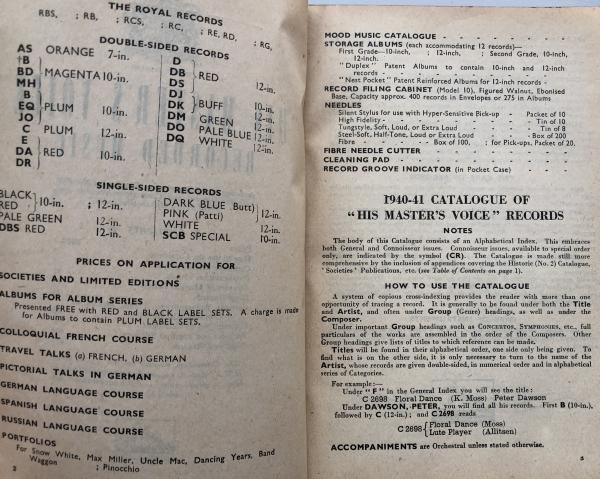 THE ROYAL RECORDS
RBS, ; RB, ; RCS, ; RC, ; RE, RD, ; RG,
DOUBLE-SIDED RECORDS
AS ORANGE 7-in.
†B
BD MAGENTA 10-in.
MH
B
EQ PLUM 10-in.
JO
C PLUM 12-in.
E
DA RED 10-in.
DR
D
DB RED
DS 12-in.
DJ
DK BUFF 10-in.
DM GREEN 12-in.
DO PALE BLUE 12-in.
DQ WHITE 12-in.
SINGLE-SIDED RECORDS
BLACK
RED 10-in. ; 12-in.
PALE GREEN 12-in.
DBS RED 12-in.
DARK BLUE (Butt)
PINK (Patti) 12-in.
WHITE
SCB SPECIAL 10-in.
PRICES ON APPLICATION FOR
SOCIETIES AND LIMITED EDITIONS
ALBUMS FOR ALBUM SERIES
Presented FREE with RED and BLACK LABEL SETS. A charge is made
for Albums to contain PLUM LABEL SETS.
COLLOQUIAL FRENCH COURSE
TRAVEL TALKS (a) FRENCH, (b) GERMAN
PICTORIAL TALKS IN GERMAN
GERMAN LANGUAGE COURSE
SPANISH LANGUAGE COURSE
RUSSIAN LANGUAGE COURSE
PORTFOLIOS
For Snow White, Max Miller, Uncle Mac, Dancing Years, Band
Waggon ; Pinocchio
2
MOOD MUSIC CATALOGUE - - - - - -
STORAGE ALBUMS (each accommodating 12 records)—
First Grade—10-inch, ; 12-inch, ; Second Grade, 10-inch,
12-inch,
"Duplex" Patent Albums to contain 10-inch and 12-inch
records - - - - - - - -
"Nest Pocket" Patent Reinforced Albums for 12-inch records -
RECORD FILING CABINET (Model 10), Figured Walnut, Ebonised
Base, Capacity approx. 400 records in Envelopes or 275 in Albums
NEEDLES
Silent Stylus for use with Hyper-Sensitive Pick-up - Packet of 10
High Fidelity - - - - - - Tin of 10
Tungstyle, Soft, Loud, or Extra Loud - - - Tin of 8
Steel-Soft, Half-Tone, Loud or Extra Loud - - Box of 200
Fibre - - Box of 100, ; for Pick-ups, Packet of 20.
FIBRE NEEDLE CUTTER - - - - - -
CLEANING PAD - - - - - - -
RECORD GROOVE INDICATOR (in Pocket Case) - - -
1940-41 CATALOGUE OF
"HIS MASTER'S VOICE" RECORDS
NOTES
The body of this Catalogue consists of an Alphabetical Index. This embraces
both General and Connoisseur issues. Connoisseur issues, available to special order
only, are indicated by the symbol (CR). The Catalogue is made still more
comprehensive by the inclusion of appendices covering the Historic (No. 2) Catalogue,
'Societies' Publications, etc. (see Table of Contents on page 1).
HOW TO USE THE CATALOGUE
A system of copious cross-indexing provides the reader with more than one
opportunity of tracing a record. It is generally to be found under both the Title
and Artist, and often under Group (Genre) headings, as well as under the
Composer.
Under important Group headings such as CONCERTOS, SYMPHONIES, etc., full
particulars of the works are assembled in the order of the Composers. Other
Group headings give lists of titles to which reference can be made.
Titles will be found in their alphabetical order, one side only being given. To
find what is on the other side, it is only necessary to turn to the name of the
Artist, whose records are given double-sided, in numerical order and in alphabetical
series of Categories.
For example:—
Under "F" in the General Index you will see the title:
C 2698 Floral Dance (K. Moss) Peter Dawson
Under DAWSON, PETER, you will find all his records. First B (10-in.),
followed by C (12-in.); and C 2698 reads
C 2698 { Floral Dance (Moss)
Lute Player (Allitsen)
ACCOMPANIMENTS are Orchestral unless stated otherwise.
5